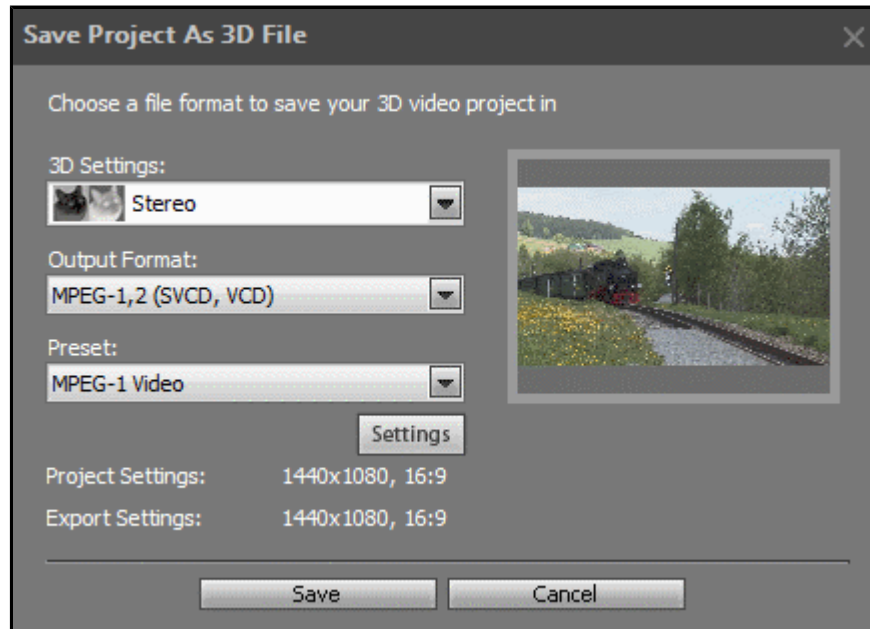 Save Project As 3D File
Choose a file format to save your 3D video project in
3D Settings:
Stereo
Output Format:
MPEG-1,2 (SVCD, VCD)
Preset:
MPEG-1 Video
Settings
Project Settings: 1440x1080, 16:9
Export Settings: 1440x1080, 16:9
Save Cancel